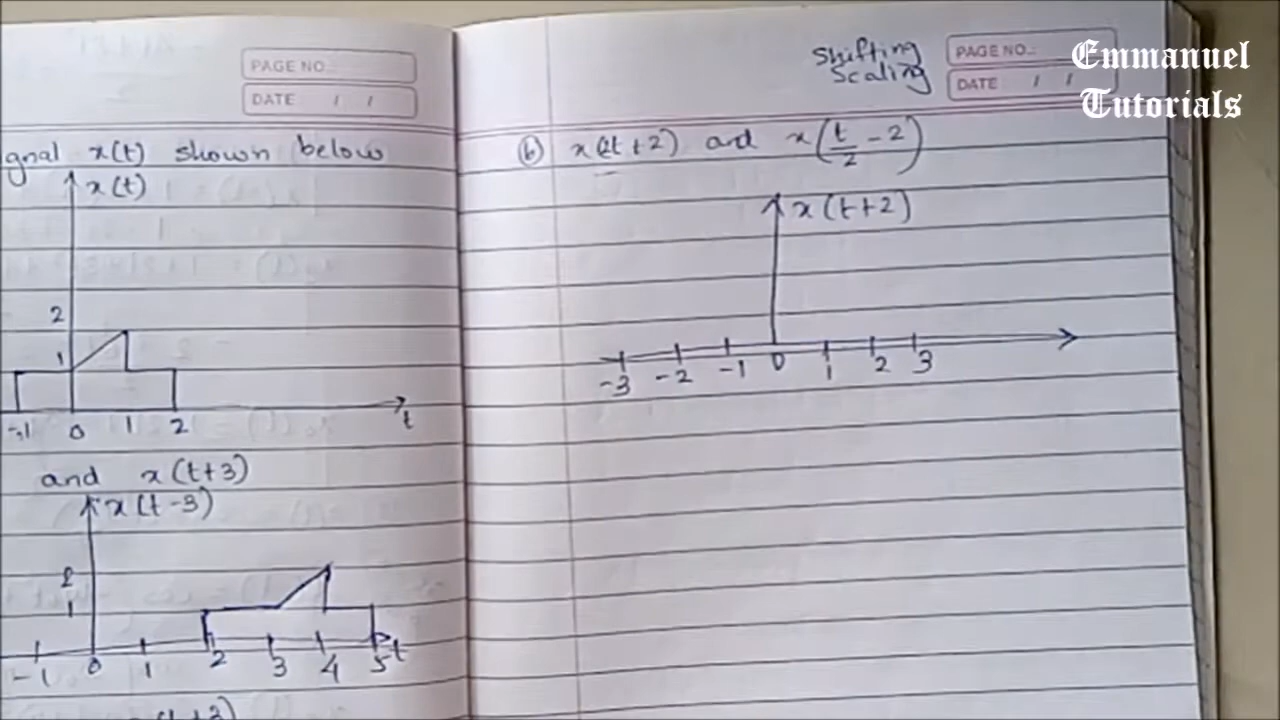 PAGE NO.
DATE / /
gnal x(t) shown below
x(t)
2
1
-1 0 1 2 t
and x(t+3)
x(t-3)
2
1
-1 0 1 2 3 4 5 t
Shifting
Scaling
PAGE NO.:
DATE / /
Emmanuel
Tutorials
(b) x(2t+2) and x(t/2 - 2)
x(t+2)
-3 -2 -1 0 1 2 3